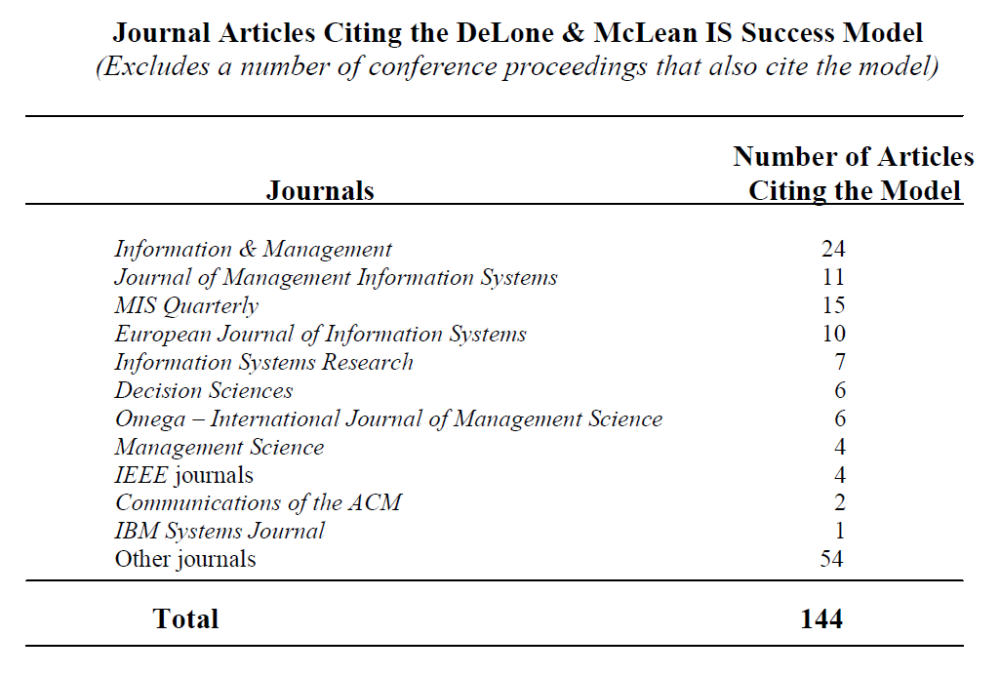 Journal Articles Citing the DeLone & McLean IS Success Model
(Excludes a number of conference proceedings that also cite the model)
Number of Articles
Journals Citing the Model
Information & Management 24
Journal of Management Information Systems 11
MIS Quarterly 15
European Journal of Information Systems 10
Information Systems Research 7
Decision Sciences 6
Omega – International Journal of Management Science 6
Management Science 4
IEEE journals 4
Communications of the ACM 2
IBM Systems Journal 1
Other journals 54
Total 144